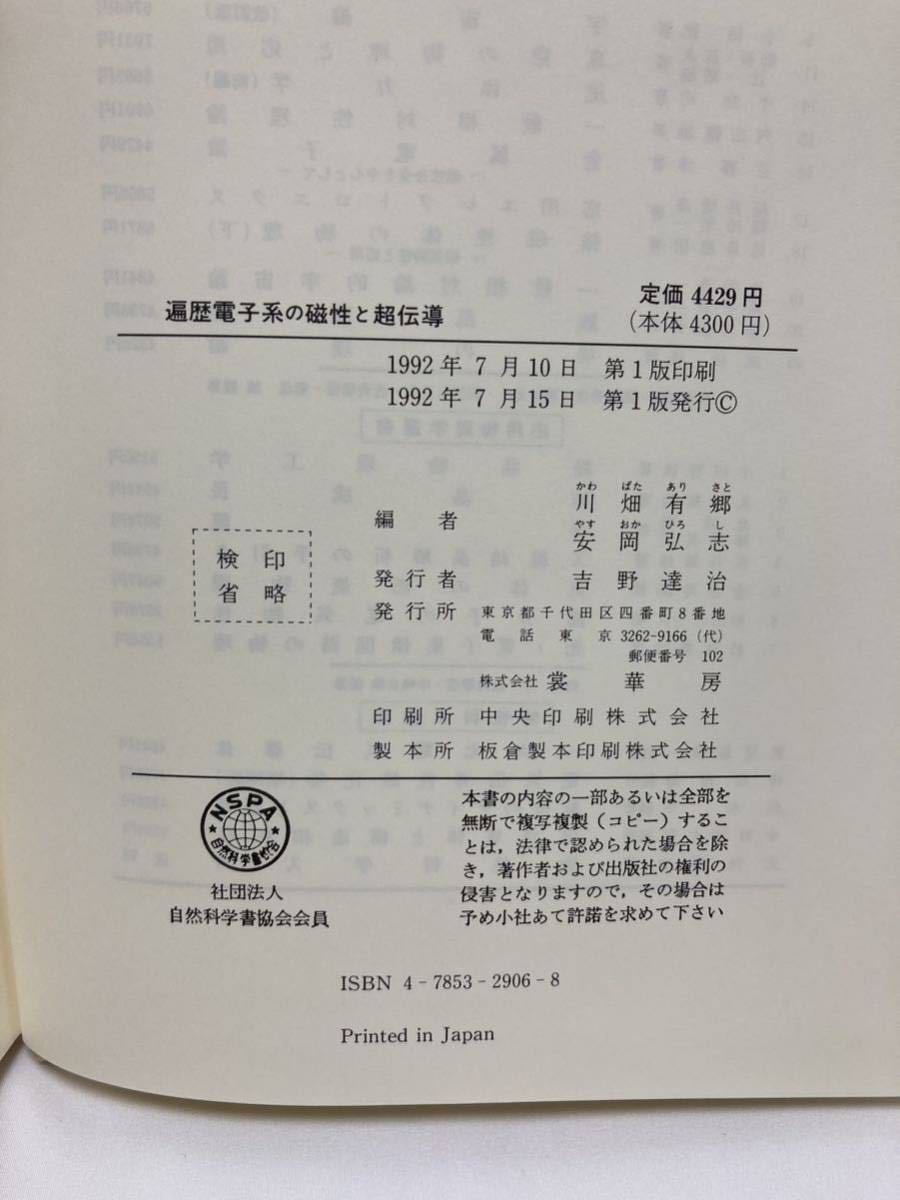 遍歴電子系の磁性と超伝導
定価 4429 円
（本体 4300 円）
1992 年 7 月 10 日 第 1 版印刷
1992 年 7 月 15 日 第 1 版発行Ⓒ
検印
省略
編者
かわ ばた あり さと
川畑有郷
やす おか ひろ し
安岡弘志
発行者 吉野達治
発行所 東京都千代田区四番町8番地
電話 東京 3262-9166（代）
郵便番号 102
株式会社 裳華房
印刷所 中央印刷株式会社
製本所 板倉製本印刷株式会社
NSPA
自然科学書協会
社団法人
自然科学書協会会員
本書の内容の一部あるいは全部を
無断で複写複製（コピー）するこ
とは，法律で認められた場合を除
き，著作者および出版社の権利の
侵害となりますので，その場合は
予め小社あて許諾を求めて下さい
ISBN 4-7853-2906-8
Printed in Japan